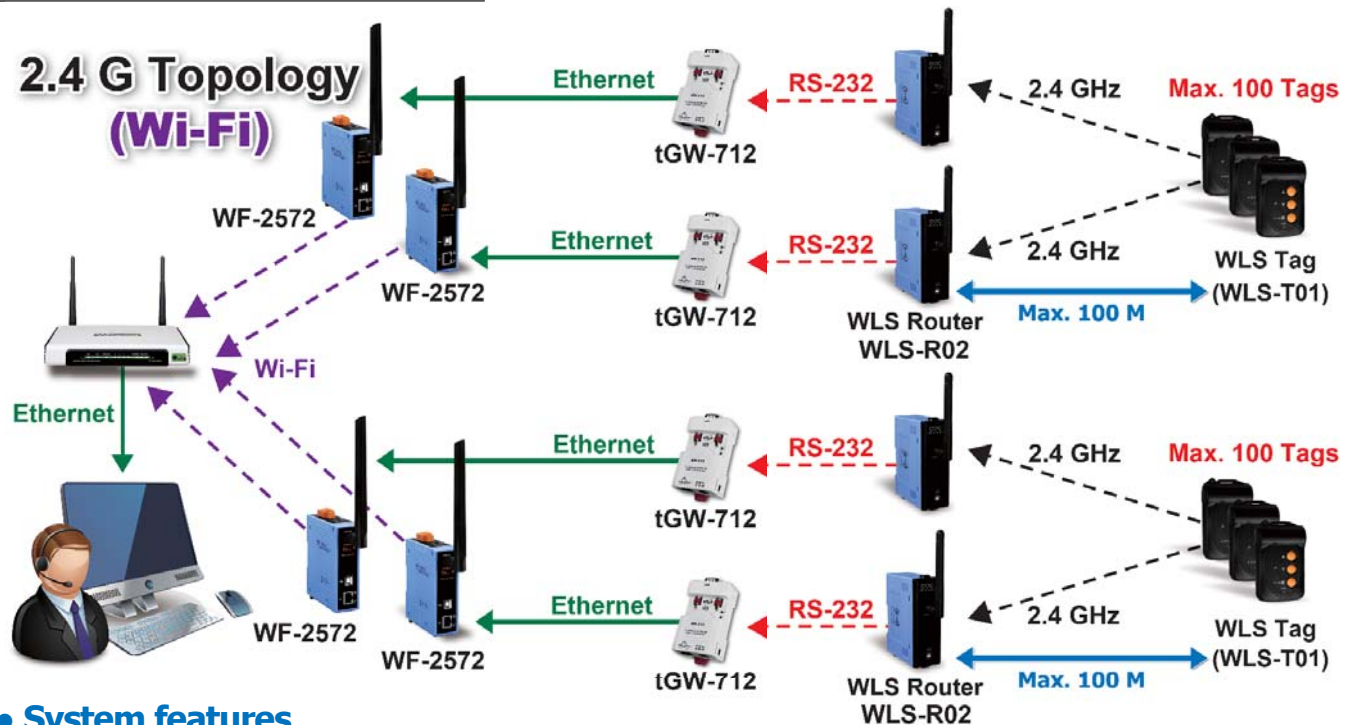 2.4 G Topology
(Wi-Fi)
Ethernet
RS-232
2.4 GHz
Max. 100 Tags
tGW-712
WF-2572
Ethernet
RS-232
2.4 GHz
WLS Tag
(WLS-T01)
WF-2572
tGW-712
WLS Router
WLS-R02
Max. 100 M
Wi-Fi
Ethernet
Ethernet
RS-232
2.4 GHz
Max. 100 Tags
tGW-712
Ethernet
RS-232
2.4 GHz
WLS Tag
(WLS-T01)
WF-2572
WF-2572
tGW-712
WLS Router
WLS-R02
Max. 100 M
• System features